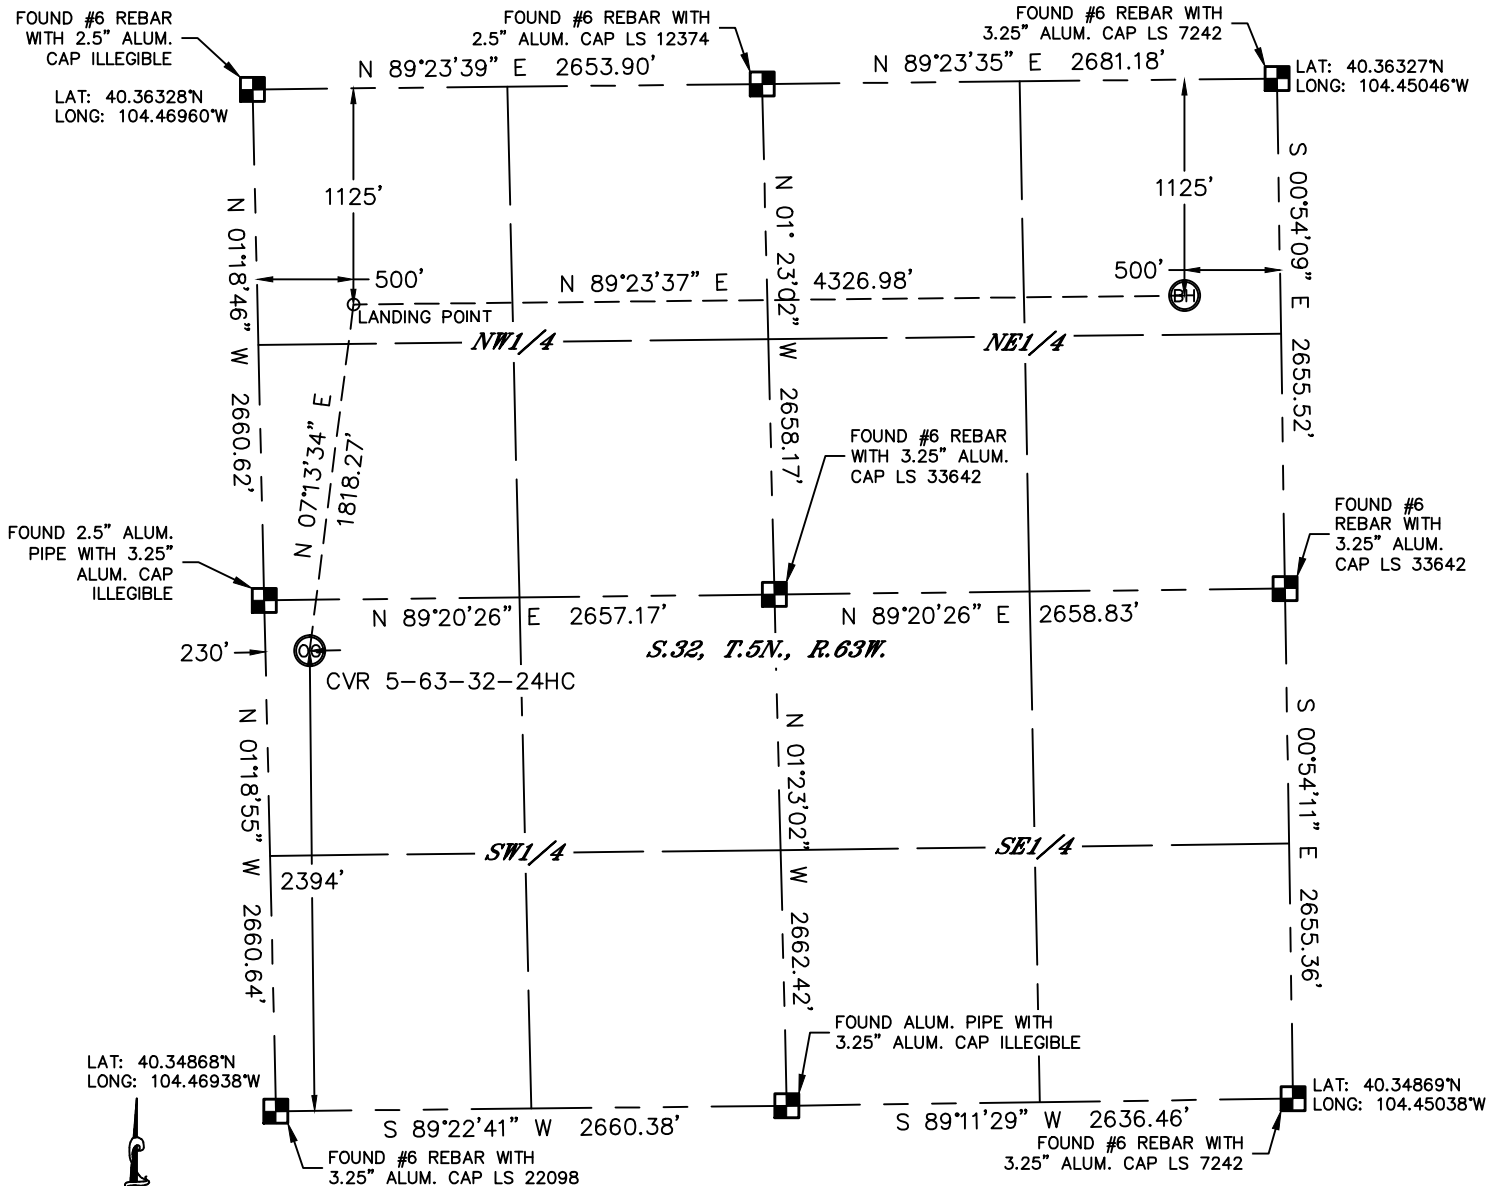 FOUND #6 REBAR
WITH 2.5" ALUM.
CAP ILLEGIBLE
FOUND #6 REBAR WITH
2.5" ALUM. CAP LS 12374
FOUND #6 REBAR WITH
3.25" ALUM. CAP LS 7242
N 89°23'39" E 2653.90'
N 89°23'35" E 2681.18'
LAT: 40.36328°N
LONG: 104.46960°W
LAT: 40.36327°N
LONG: 104.45046°W
1125'
1125'
N 01°18'46" W 2660.62'
N 01° 23'02" W 2658.17'
S 00°54'09" E 2655.52'
500'
N 89°23'37" E 4326.98'
500'
BH
LANDING POINT
NW1/4
NE1/4
N 07°13'34" E
1818.27'
FOUND #6 REBAR
WITH 3.25" ALUM.
CAP LS 33642
FOUND 2.5" ALUM.
PIPE WITH 3.25"
ALUM. CAP
ILLEGIBLE
FOUND #6
REBAR WITH
3.25" ALUM.
CAP LS 33642
N 89°20'26" E 2657.17'
N 89°20'26" E 2658.83'
230'
OG
S.32, T.5N., R.63W.
CVR 5-63-32-24HC
N 01°18'55" W 2660.64'
N 01°23'02" W 2662.42'
S 00°54'11" E 2655.36'
SW1/4
SE1/4
2394'
FOUND ALUM. PIPE WITH
3.25" ALUM. CAP ILLEGIBLE
LAT: 40.34868°N
LONG: 104.46938°W
LAT: 40.34869°N
LONG: 104.45038°W
S 89°22'41" W 2660.38'
S 89°11'29" W 2636.46'
FOUND #6 REBAR WITH
3.25" ALUM. CAP LS 22098
FOUND #6 REBAR WITH
3.25" ALUM. CAP LS 7242